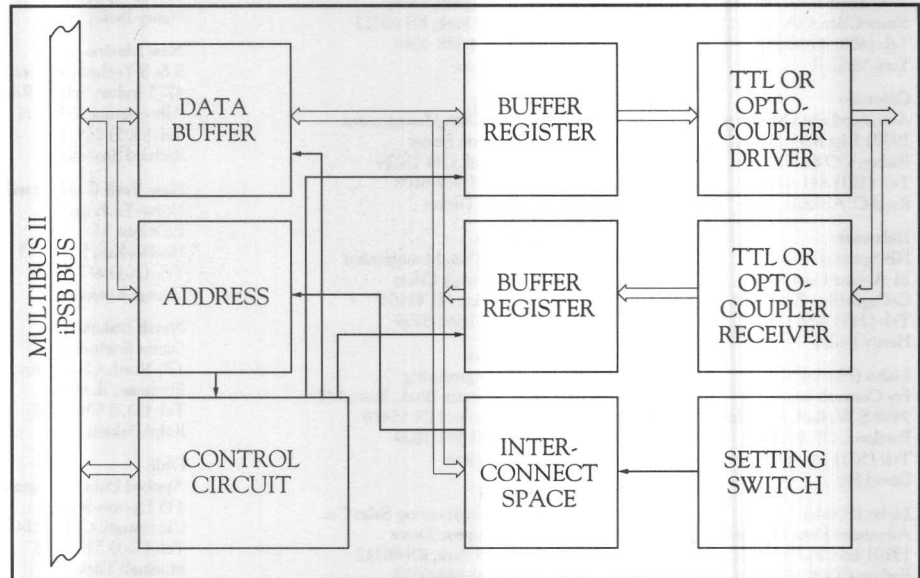 MULTIBUS II
iPSB BUS
DATA
BUFFER
BUFFER
REGISTER
TTL OR
OPTO-
COUPLER
DRIVER
ADDRESS
BUFFER
REGISTER
TTL OR
OPTO-
COUPLER
RECEIVER
CONTROL
CIRCUIT
INTER-
CONNECT
SPACE
SETTING
SWITCH